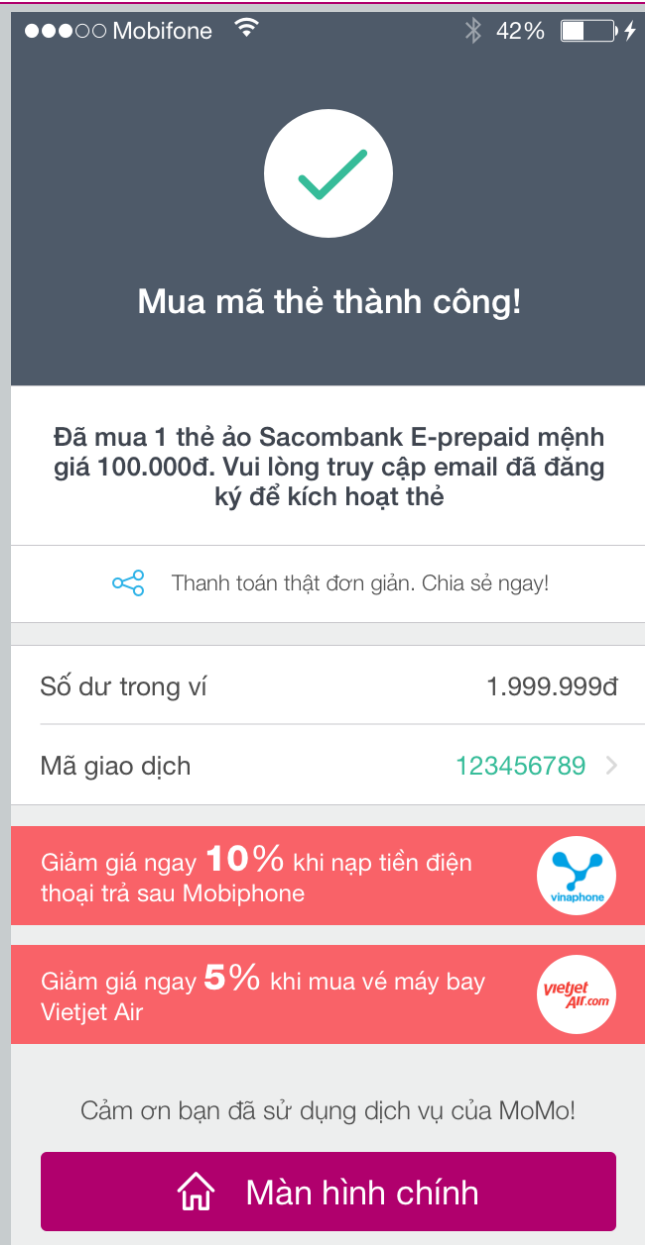 Mobifone 42%
Mua mã thẻ thành công!
Đã mua 1 thẻ ảo Sacombank E-prepaid mệnh
giá 100.000đ. Vui lòng truy cập email đã đăng
ký để kích hoạt thẻ
Thanh toán thật đơn giản. Chia sẻ ngay!
Số dư trong ví 1.999.999đ
Mã giao dịch 123456789
Giảm giá ngay 10% khi nạp tiền điện
thoại trả sau Mobiphone
vinaphone
Giảm giá ngay 5% khi mua vé máy bay
Vietjet Air
vietjet
Air.com
Cảm ơn bạn đã sử dụng dịch vụ của MoMo!
Màn hình chính